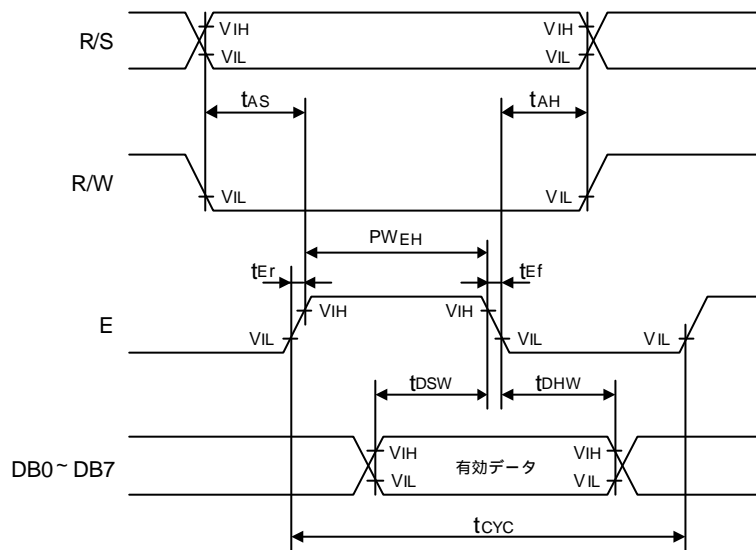 R/S
VIH
VIH
VIL
VIL
tAS
tAH
R/W
VIL
VIL
PWEH
tEr
tEf
E
VIH
VIH
VIL
VIL
VIL
tDSW
tDHW
DB0~DB7
VIH
VIH
有効データ
VIL
VIL
tCYC